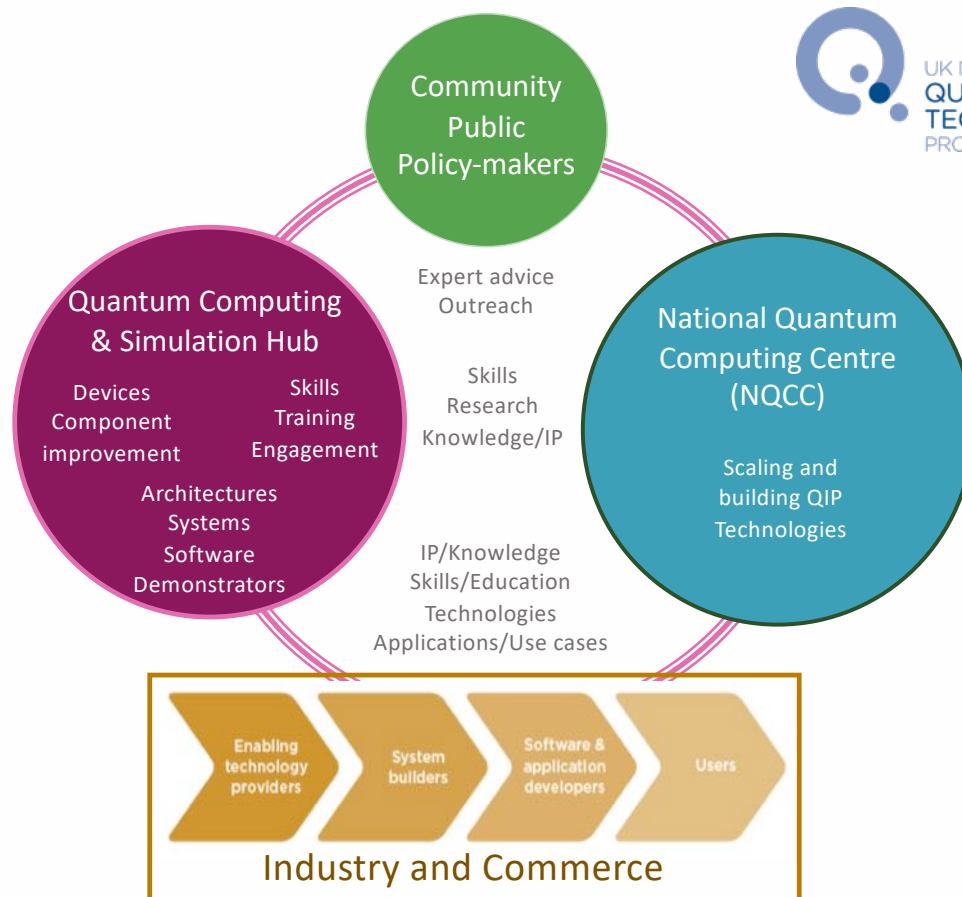 Community
Public
Policy-makers
UK
QU
TEC
PRO
Expert advice
Outreach
Quantum Computing
& Simulation Hub
Devices
Component
improvement
Skills
Training
Engagement
Architectures
Systems
Software
Demonstrators
Skills
Research
Knowledge/IP
National Quantum
Computing Centre
(NQCC)
Scaling and
building QIP
Technologies
IP/Knowledge
Skills/Education
Technologies
Applications/Use cases
Enabling
technology
providers
System
builders
Software &
application
developers
Users
Industry and Commerce